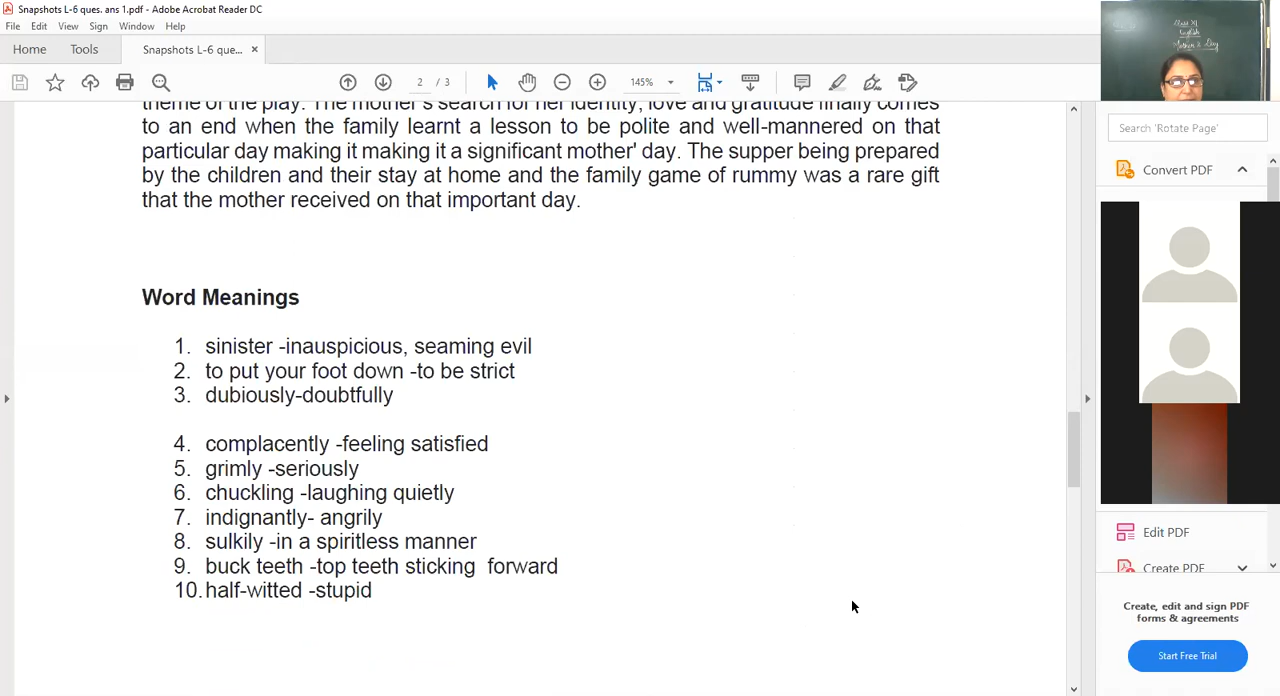 Snapshots L-6 ques. ans 1.pdf - Adobe Acrobat Reader DC
File Edit View Sign Window Help
Home Tools Snapshots L-6 que... ×
2 / 3 145%
theme of the play. The mother's search for her identity, love and gratitude finally comes
to an end when the family learnt a lesson to be polite and well-mannered on that
particular day making it making it a significant mother' day. The supper being prepared
by the children and their stay at home and the family game of rummy was a rare gift
that the mother received on that important day.
Word Meanings
1. sinister -inauspicious, seaming evil
2. to put your foot down -to be strict
3. dubiously-doubtfully
4. complacently -feeling satisfied
5. grimly -seriously
6. chuckling -laughing quietly
7. indignantly- angrily
8. sulkily -in a spiritless manner
9. buck teeth -top teeth sticking  forward
10. half-witted -stupid
Class XI
English
Mother's Day
Search 'Rotate Page'
Convert PDF
Edit PDF
Create PDF
Create, edit and sign PDF
forms & agreements
Start Free Trial